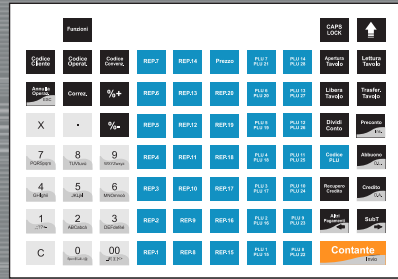 Funzioni
CAPS
LOCK
Codice
Cliente
Codice
Operat.
Codice
Convenz.
REP.7
REP.14
Prezzo
PLU 7
PLU 21
PLU 14
PLU 28
Apertura
Tavolo
Lettura
Tavolo
Annulla
Operaz.
ESC
Correz.
%+
REP.6
REP.13
REP.20
PLU 6
PLU 20
PLU 13
PLU 27
Libera
Tavolo
Trasfer.
Tavolo
X
.
%-
REP.5
REP.12
REP.19
PLU 5
PLU 19
PLU 12
PLU 26
Dividi
Conto
Preconto
7
8
9
REP.4
REP.11
REP.18
PLU 4
PLU 18
PLU 11
PLU 25
Codice
PLU
Abbuono
4
5
6
REP.3
REP.10
REP.17
PLU 3
PLU 17
PLU 10
PLU 24
Recupero
Credito
Credito
1
2
3
REP.2
REP.9
REP.16
PLU 2
PLU 16
PLU 9
PLU 23
Altri
Pagamenti
SubT
C
0
00
REP.1
REP.8
REP.15
PLU 1
PLU 15
PLU 8
PLU 22
Contante
Invio